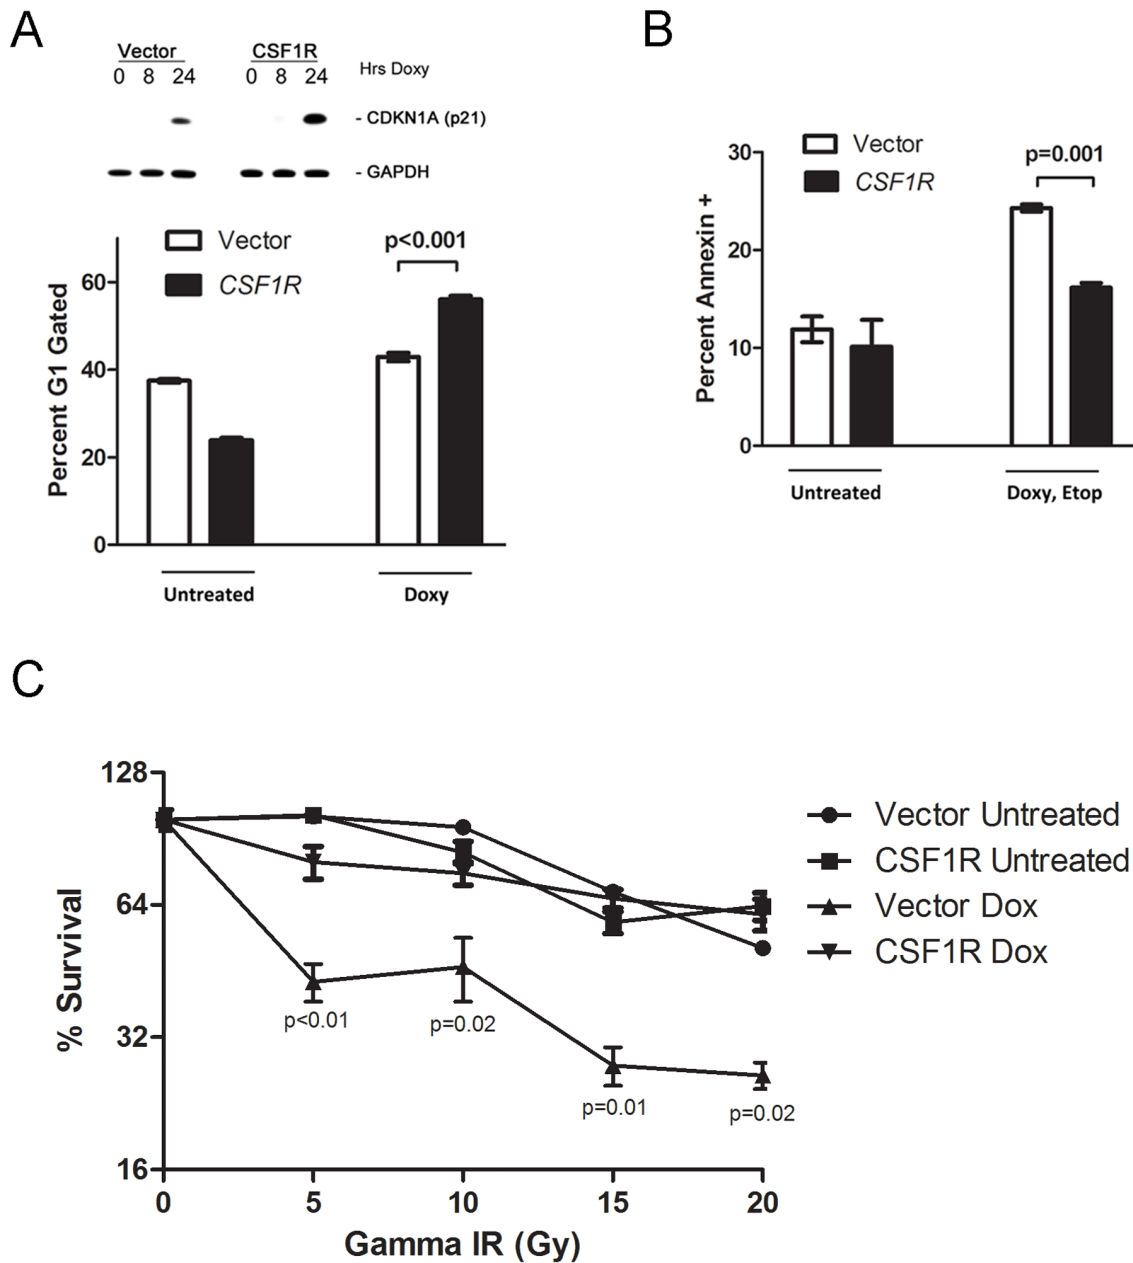 A
Vector CSF1R
0 8 24 0 8 24 Hrs Doxy
- CDKN1A (p21)
- GAPDH
Vector
CSF1R
p<0.001
Percent G1 Gated
60
40
20
0
Untreated Doxy
B
Vector
CSF1R
p=0.001
Percent Annexin +
30
20
10
0
Untreated Doxy, Etop
C
% Survival
128
64
32
16
p<0.01
p=0.02
p=0.01
p=0.02
0 5 10 15 20
Gamma IR (Gy)
Vector Untreated
CSF1R Untreated
Vector Dox
CSF1R Dox